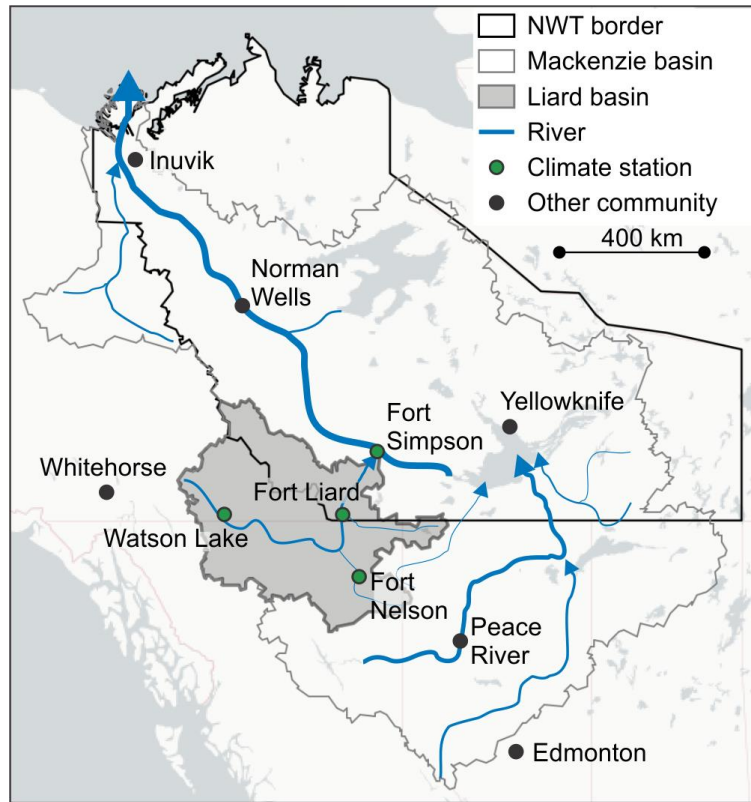 NWT border
Mackenzie basin
Liard basin
River
Climate station
Other community
400 km
Inuvik
Norman
Wells
Fort
Simpson
Yellowknife
Whitehorse
Fort Liard
Watson Lake
Fort
Nelson
Peace
River
Edmonton